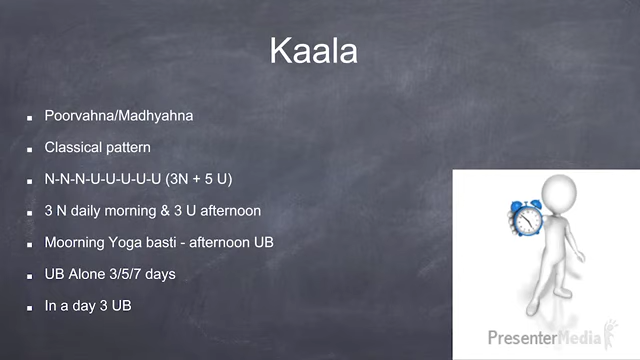 Kaala
Poorvahna/Madhyahna
Classical pattern
N-N-N-U-U-U-U-U (3N + 5 U)
3 N daily morning & 3 U afternoon
Moorning Yoga basti - afternoon UB
UB Alone 3/5/7 days
In a day 3 UB
PresenterMedia